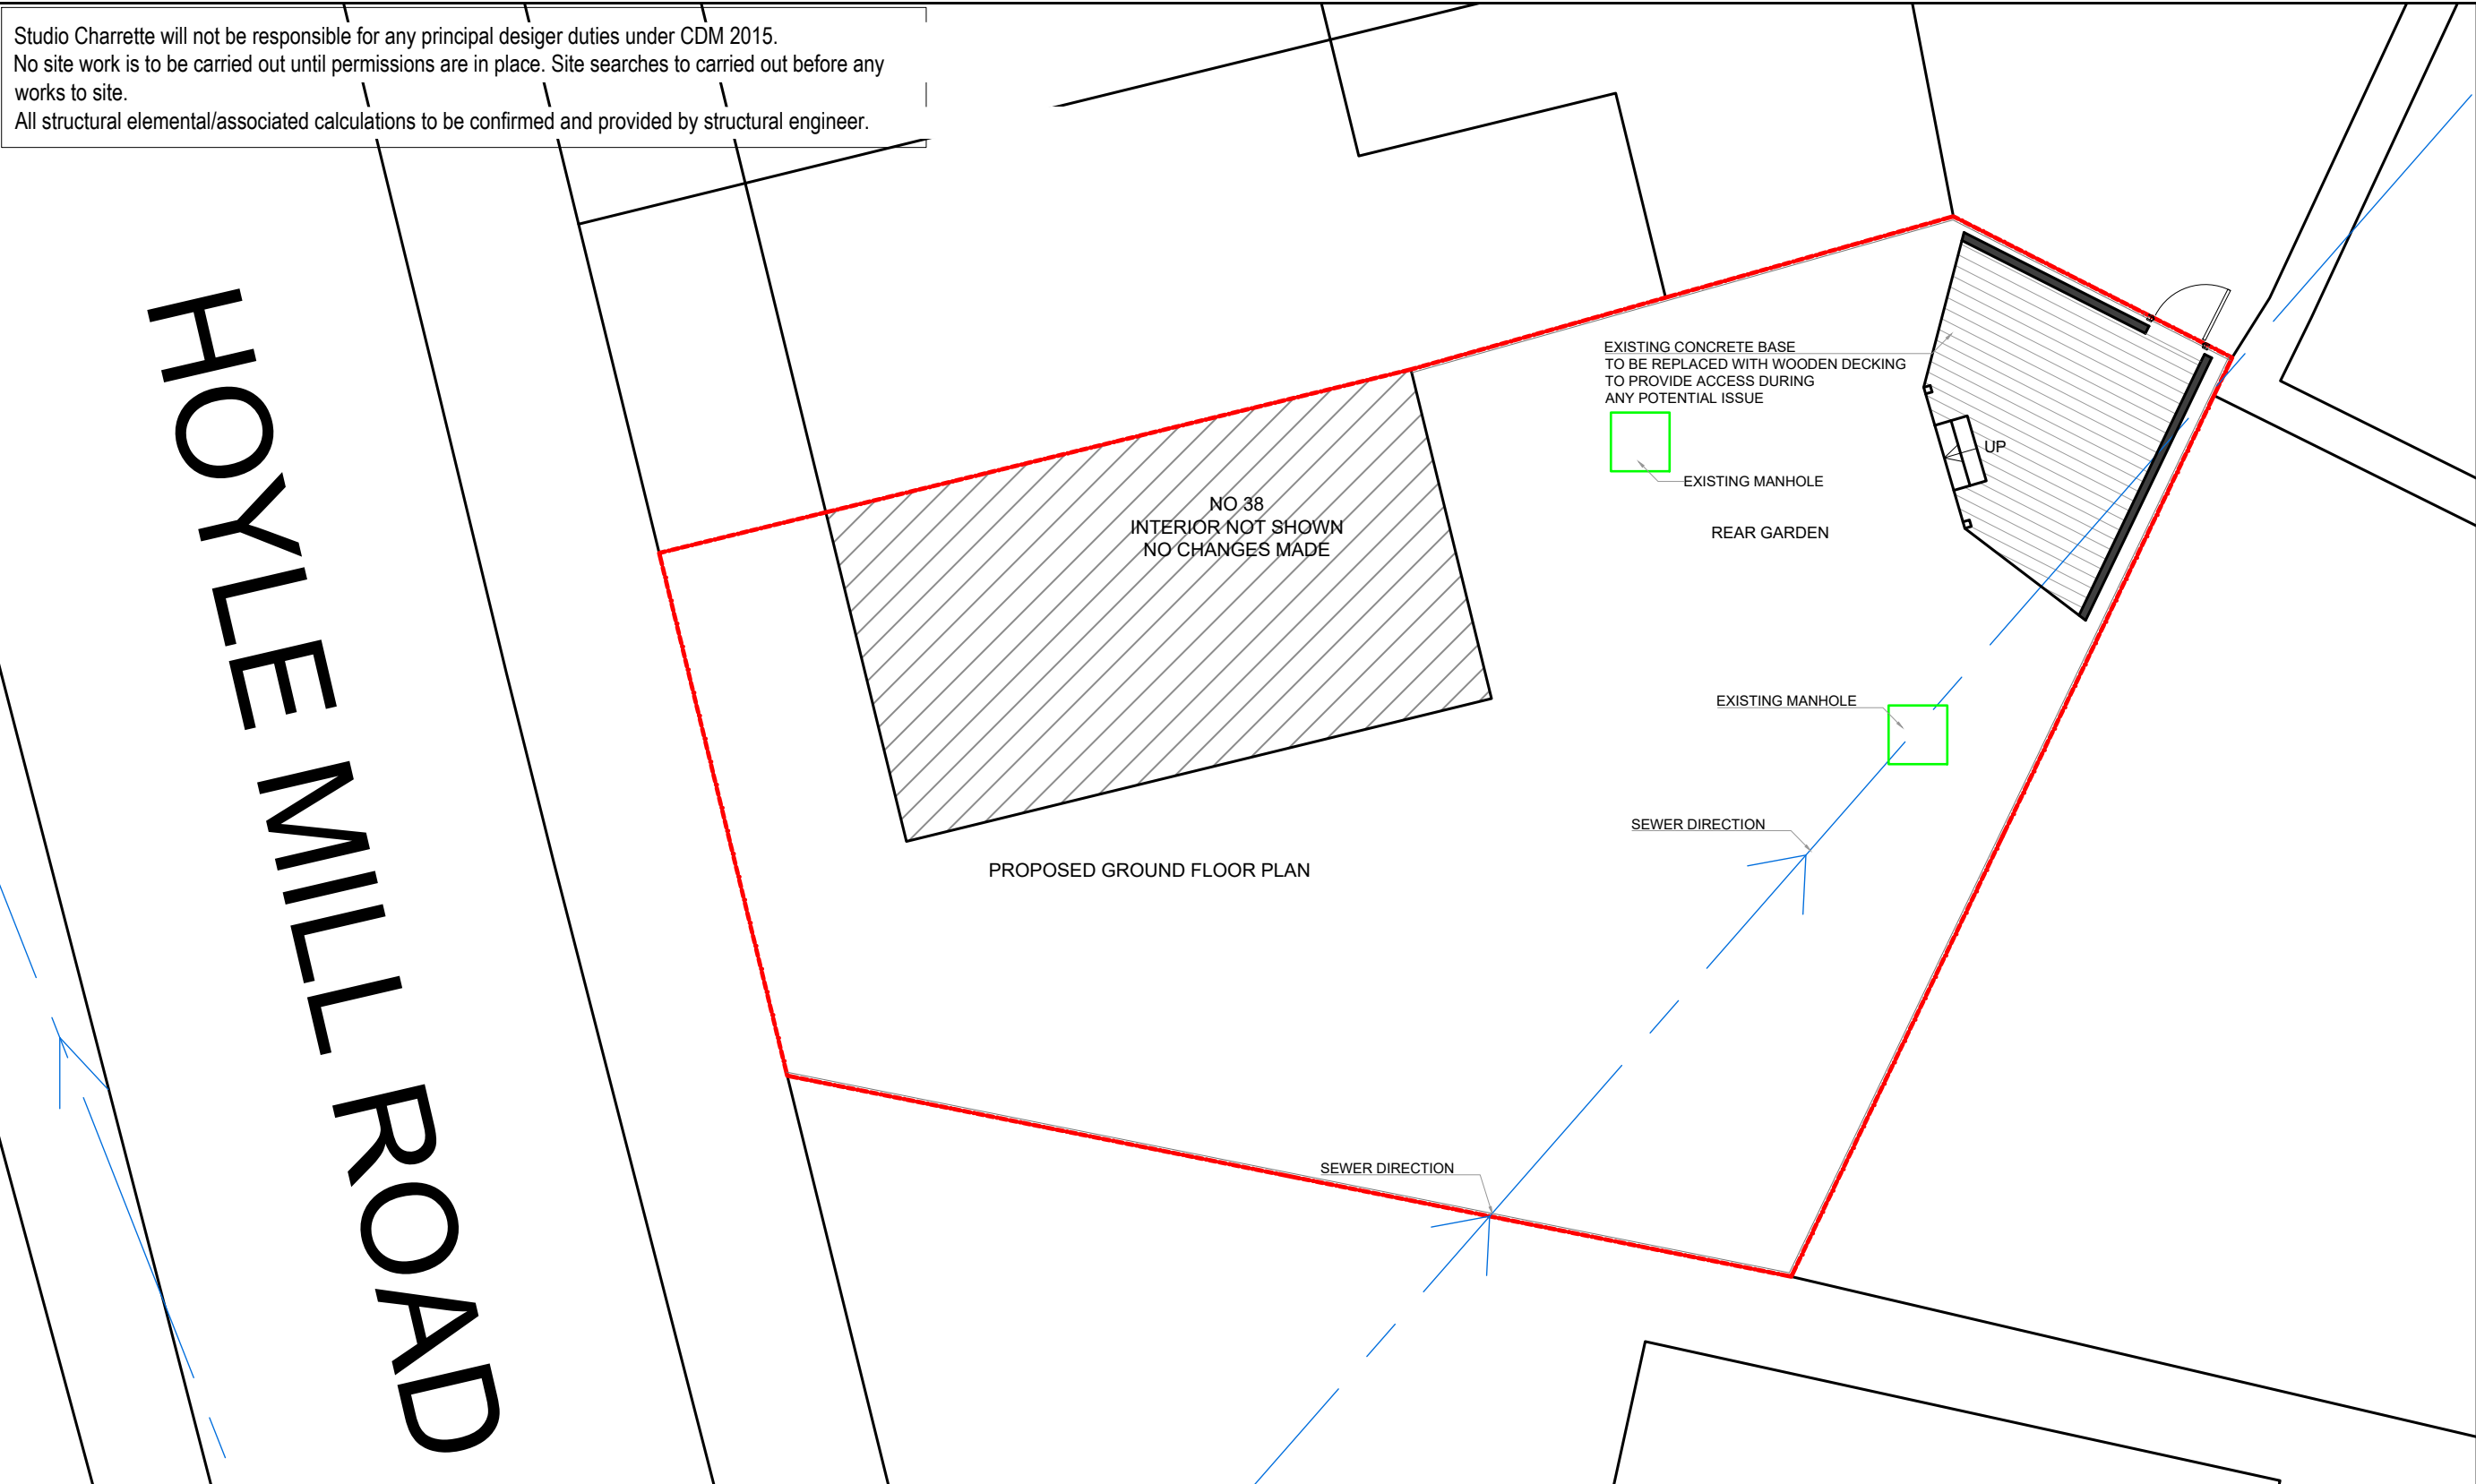 Studio Charrette will not be responsible for any principal desiger duties under CDM 2015.
No site work is to be carried out until permissions are in place. Site searches to carried out before any
works to site.
All structural elemental/associated calculations to be confirmed and provided by structural engineer.
HOYLE MILL ROAD
EXISTING CONCRETE BASE
TO BE REPLACED WITH WOODEN DECKING
TO PROVIDE ACCESS DURING
ANY POTENTIAL ISSUE
UP
EXISTING MANHOLE
NO 38
INTERIOR NOT SHOWN
NO CHANGES MADE
REAR GARDEN
EXISTING MANHOLE
SEWER DIRECTION
PROPOSED GROUND FLOOR PLAN
SEWER DIRECTION